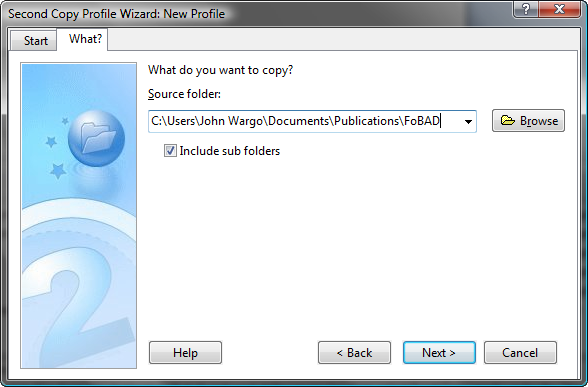 Second Copy Profile Wizard: New Profile
Start
What?
What do you want to copy?
Source folder:
C:\Users\John Wargo\Documents\Publications\FoBAD
Browse
Include sub folders
2
Help
< Back
Next >
Cancel